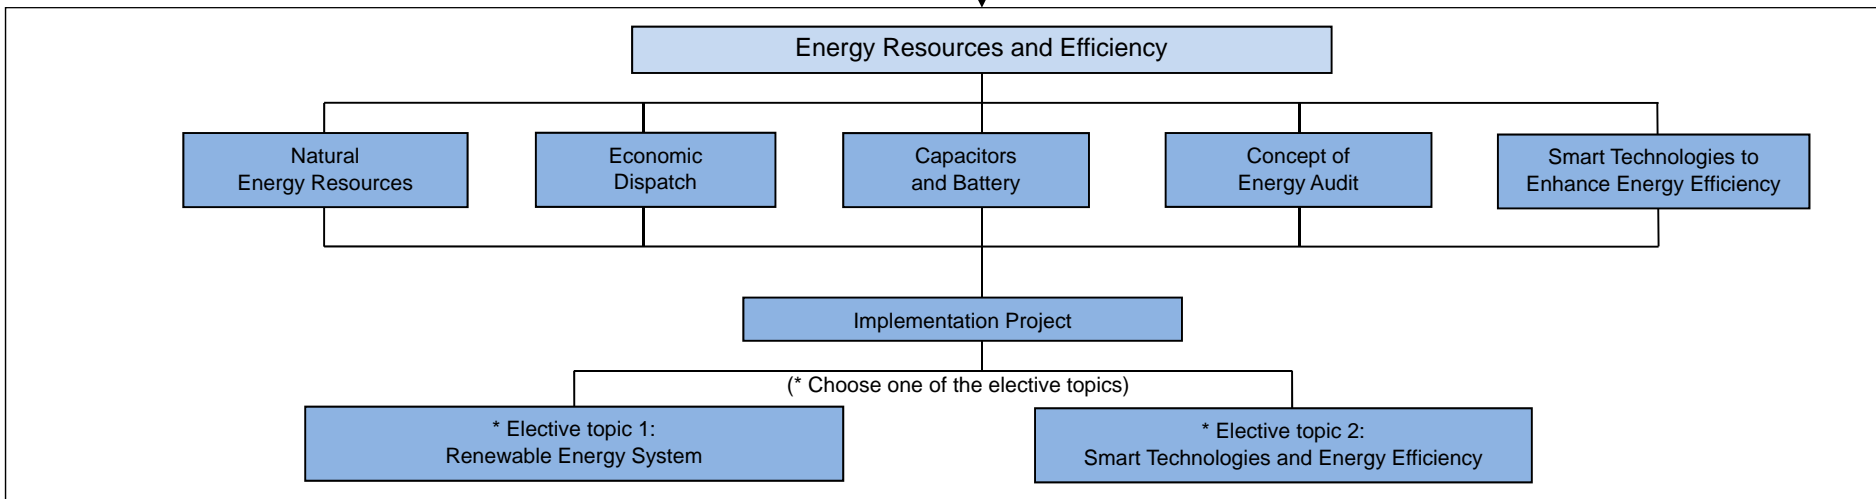 Energy Resources and Efficiency
Natural
Energy Resources
Economic
Dispatch
Capacitors
and Battery
Concept of
Energy Audit
Smart Technologies to
Enhance Energy Efficiency
Implementation Project
(* Choose one of the elective topics)
* Elective topic 1:
Renewable Energy System
* Elective topic 2:
Smart Technologies and Energy Efficiency